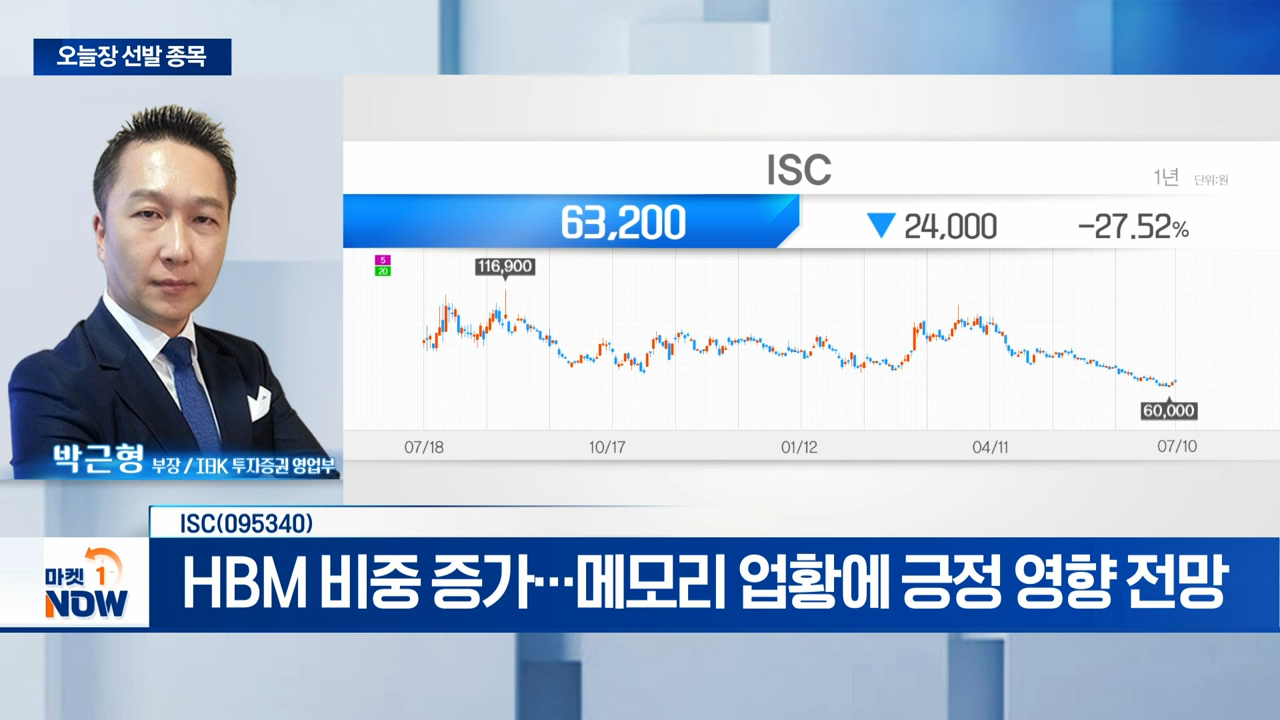 오늘장 선발 종목
ISC
1년 단위:원
63,200 ▼ 24,000 -27.52%
5
20
116,900
60,000
07/18 10/17 01/12 04/11 07/10
박근형 부장 / IBK 투자증권 영업부
ISC(095340)
마켓 1
NOW
HBM 비중 증가…메모리 업황에 긍정 영향 전망